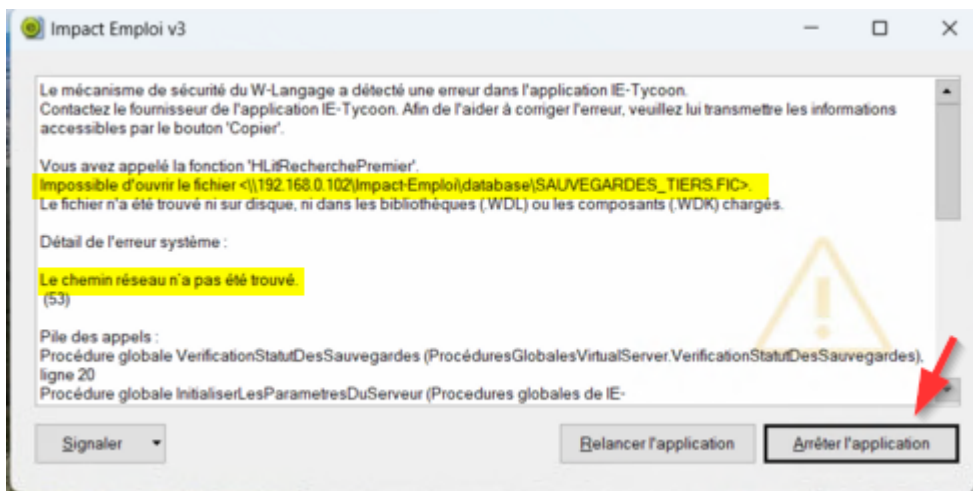 Impact Emploi v3
Le mécanisme de sécurité du W-Langage a détecté une erreur dans l'application IE-Tycoon.
Contactez le fournisseur de l'application IE-Tycoon. Afin de l'aider à corriger l'erreur, veuillez lui transmettre les informations
accessibles par le bouton 'Copier'.
Vous avez appelé la fonction 'HLitRecherchePremier'.
Impossible d'ouvrir le fichier <\\192.168.0.102\Impact-Emploi\database\SAUVEGARDES_TIERS.FIC>.
Le fichier n'a été trouvé ni sur disque, ni dans les bibliothèques (.WDL) ou les composants (.WDK) chargés.
Détail de l'erreur système :
Le chemin réseau n'a pas été trouvé.
(53)
Pile des appels :
Procédure globale VerificationStatutDesSauvegardes (ProcéduresGlobalesVirtualServer.VerificationStatutDesSauvegardes),
ligne 20
Procédure globale InitialiserLesParametresDuServeur (Procedures globales de IE-
Signaler
Relancer l'application
Arrêter l'application